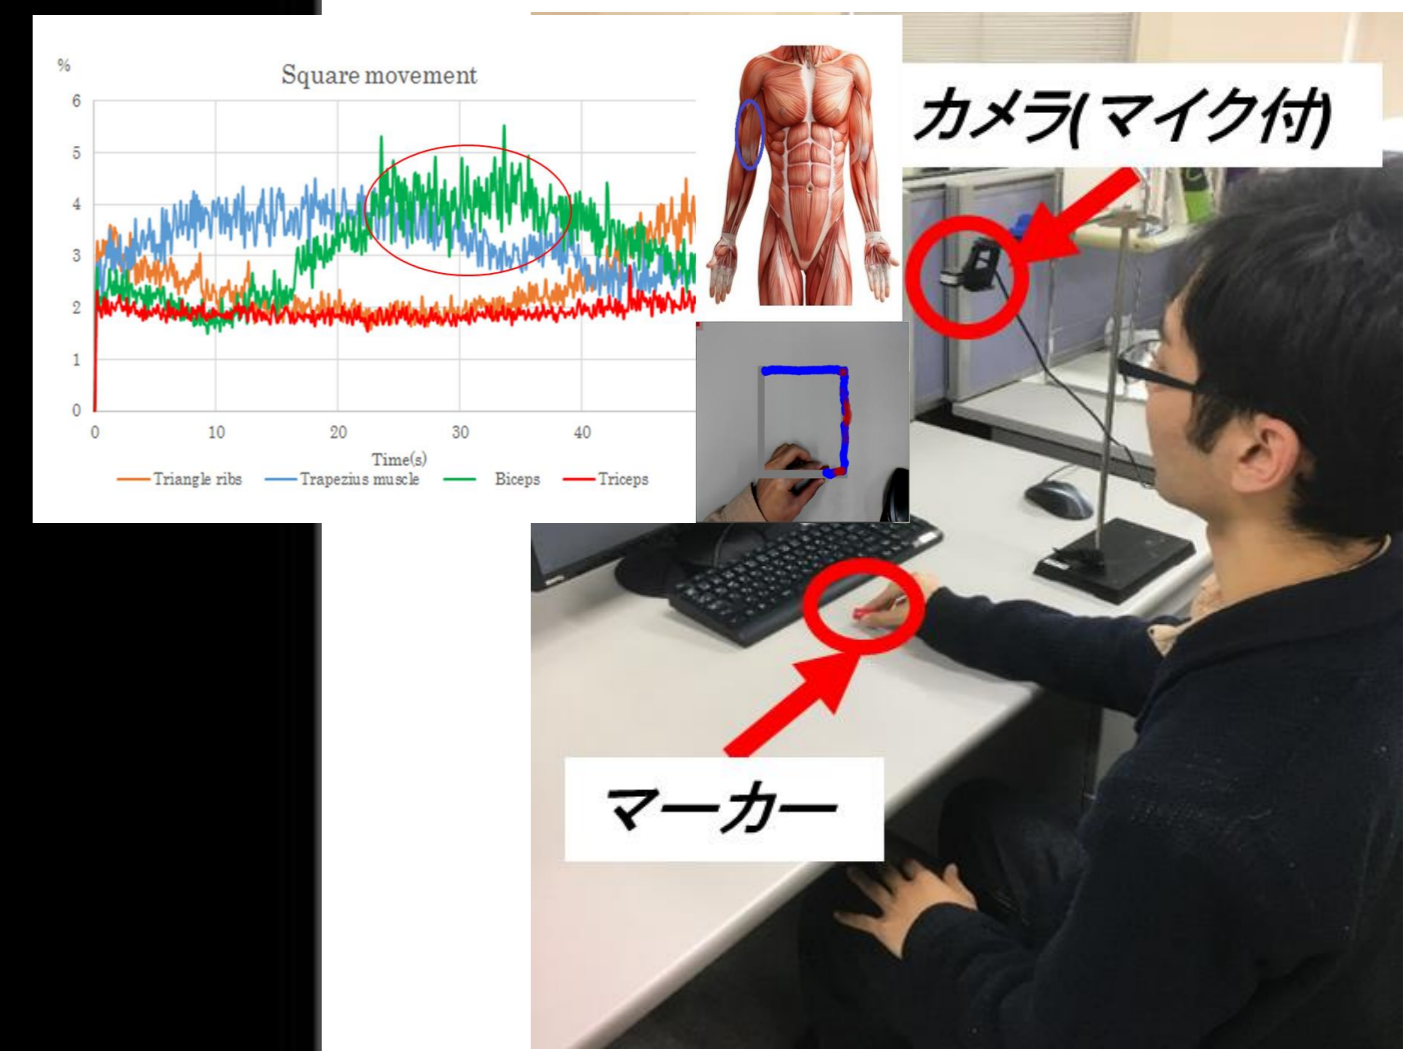 %
Square movement
6
5
4
3
2
1
0
0 10 20 30 40
Time(s)
Triangle ribs Trapezius muscle Biceps Triceps
カメラ(マイク付)
マーカー